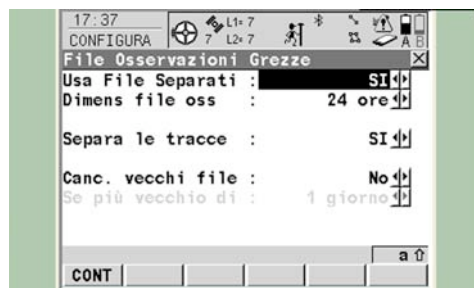 17:37
CONFIGURA
7
L1= 7
L2= 7
A B
File Osservazioni Grezze
Usa File Separati : SI
Dimens file oss : 24 ore
Separa le tracce : SI
Canc. vecchi file : No
Se più vecchio di : 1 giorno
a
CONT